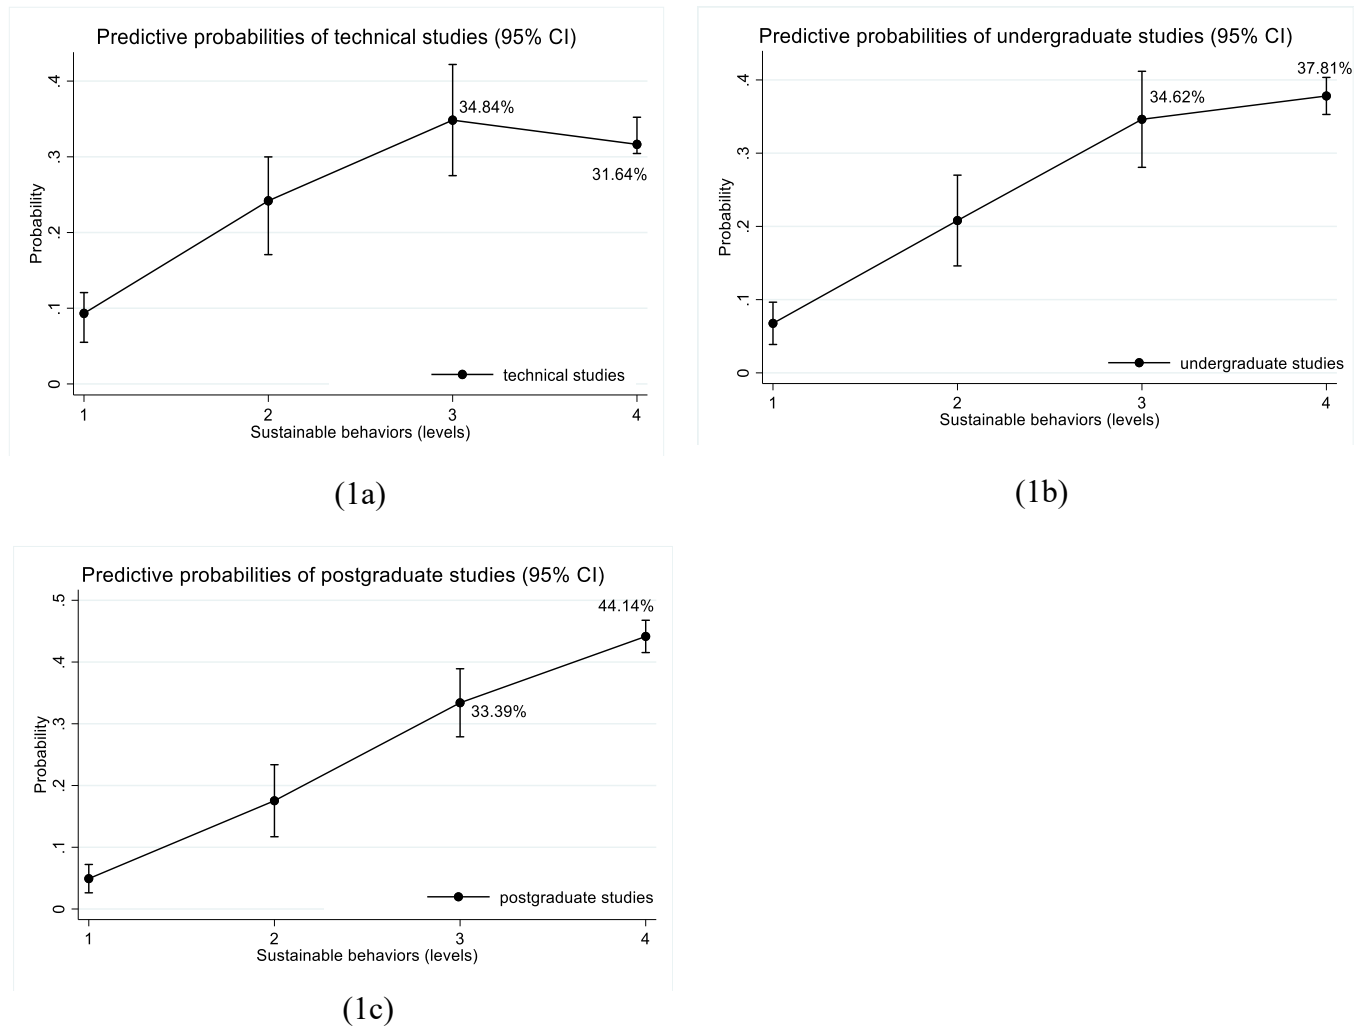 Predictive probabilities of technical studies (95% CI)
.4
.3
.2
.1
0
Probability
34.84%
31.64%
technical studies
1 2 3 4
Sustainable behaviors (levels)
(1a)
Predictive probabilities of undergraduate studies (95% CI)
.4
.3
.2
.1
0
Probability
37.81%
34.62%
undergraduate studies
1 2 3 4
Sustainable behaviors (levels)
(1b)
Predictive probabilities of postgraduate studies (95% CI)
.5
.4
.3
.2
.1
0
Probability
44.14%
33.39%
postgraduate studies
1 2 3 4
Sustainable behaviors (levels)
(1c)